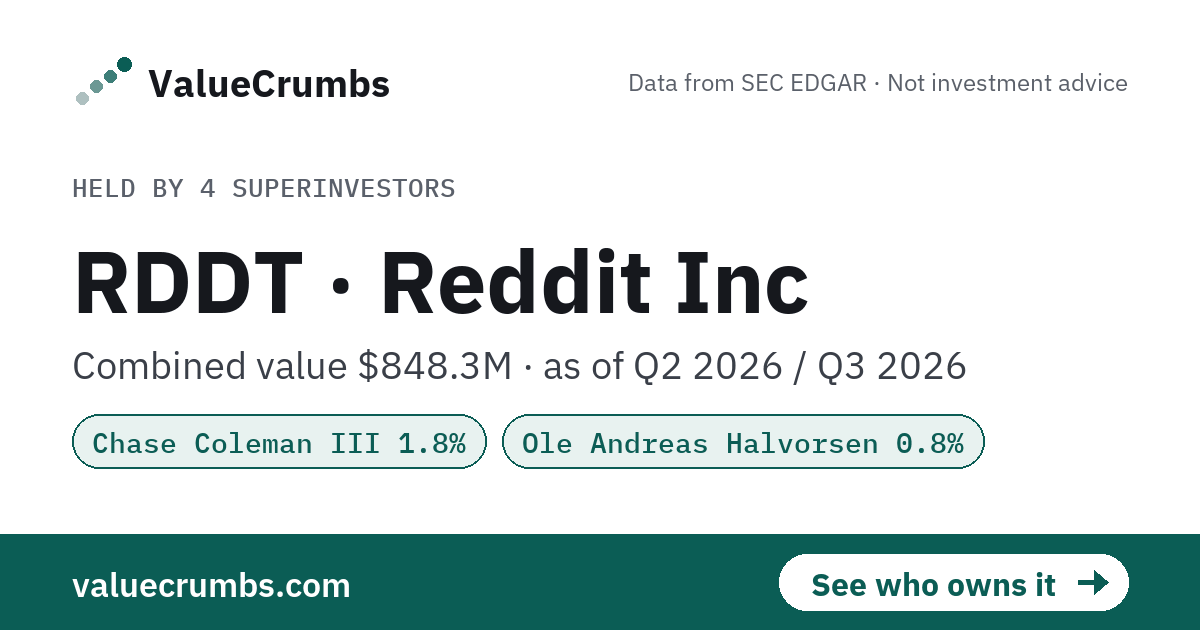 ValueCrumbs
Data from SEC EDGAR · Not investment advice
HELD BY 4 SUPERINVESTORS
RDDT · Reddit Inc
Combined value $848.3M · as of Q2 2026 / Q3 2026
Chase Coleman III 1.8%
Ole Andreas Halvorsen 0.8%
valuecrumbs.com
See who owns it →